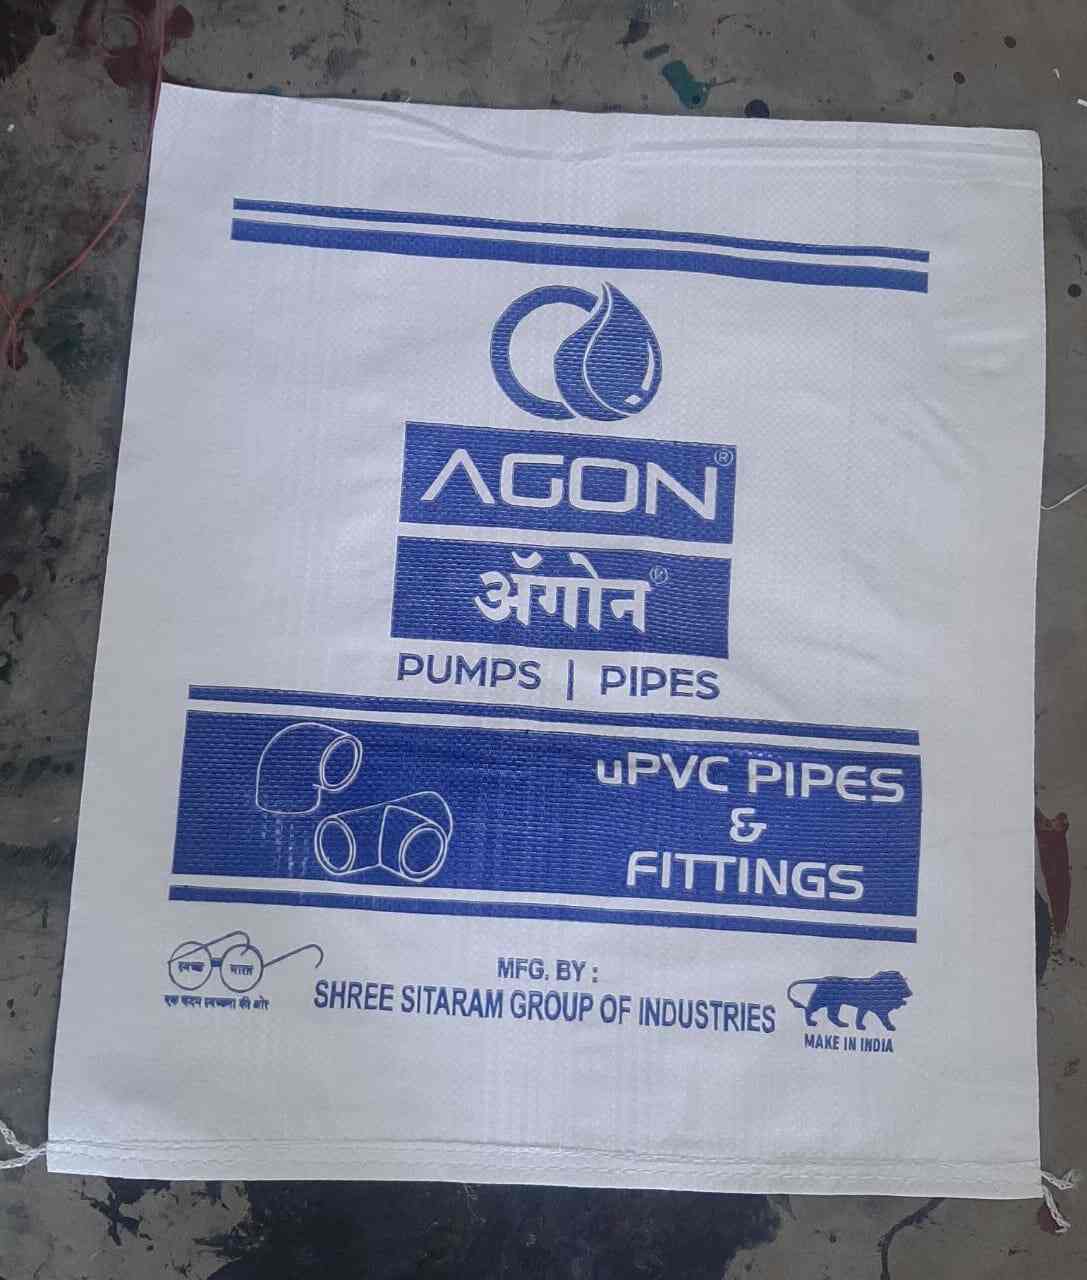 AGON®
ॲगोन®
PUMPS | PIPES
uPVC PIPES
&
FITTINGS
स्वच्छ भारत
एक कदम स्वच्छता की ओर
MFG. BY :
SHREE SITARAM GROUP OF INDUSTRIES
MAKE IN INDIA